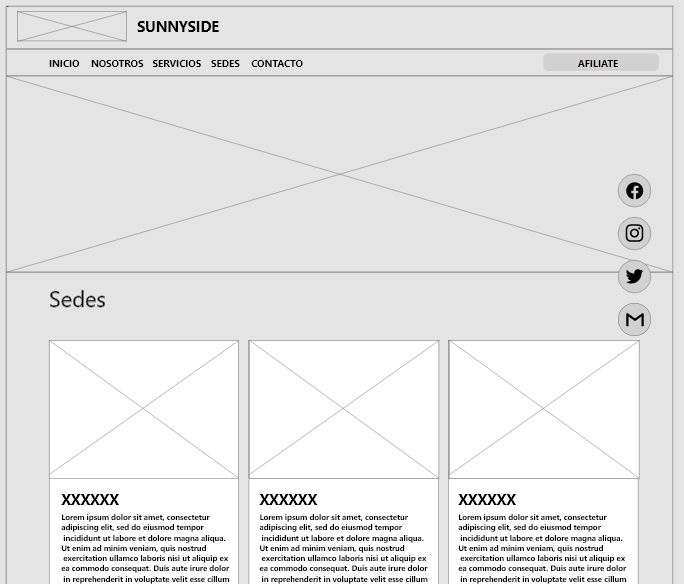 SUNNYSIDE
INICIO NOSOTROS SERVICIOS SEDES CONTACTO AFILIATE
Sedes
XXXXXX
Lorem ipsum dolor sit amet, consectetur
adipiscing elit, sed do eiusmod tempor
incididunt ut labore et dolore magna aliqua.
Ut enim ad minim veniam, quis nostrud
exercitation ullamco laboris nisi ut aliquip ex
ea commodo consequat. Duis aute irure dolor
in reprehenderit in voluptate velit esse cillum
XXXXXX
Lorem ipsum dolor sit amet, consectetur
adipiscing elit, sed do eiusmod tempor
incididunt ut labore et dolore magna aliqua.
Ut enim ad minim veniam, quis nostrud
exercitation ullamco laboris nisi ut aliquip ex
ea commodo consequat. Duis aute irure dolor
in reprehenderit in voluptate velit esse cillum
XXXXXX
Lorem ipsum dolor sit amet, consectetur
adipiscing elit, sed do eiusmod tempor
incididunt ut labore et dolore magna aliqua.
Ut enim ad minim veniam, quis nostrud
exercitation ullamco laboris nisi ut aliquip ex
ea commodo consequat. Duis aute irure dolor
in reprehenderit in voluptate velit esse cillum